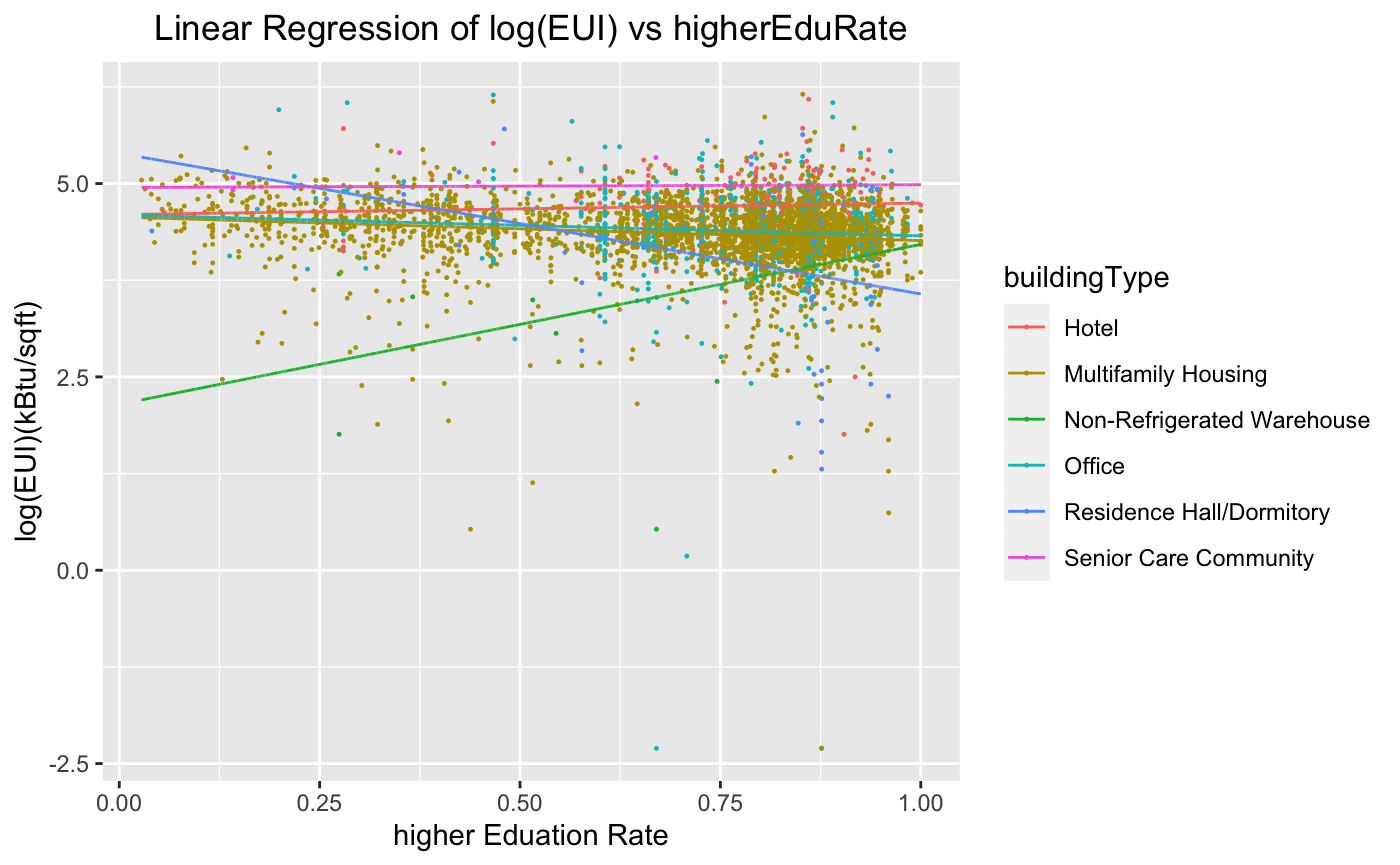 Linear Regression of log(EUI) vs higherEduRate
log(EUI)(kBtu/sqft)
5.0
2.5
0.0
-2.5
0.00 0.25 0.50 0.75 1.00
higher Eduation Rate
buildingType
Hotel
Multifamily Housing
Non-Refrigerated Warehouse
Office
Residence Hall/Dormitory
Senior Care Community